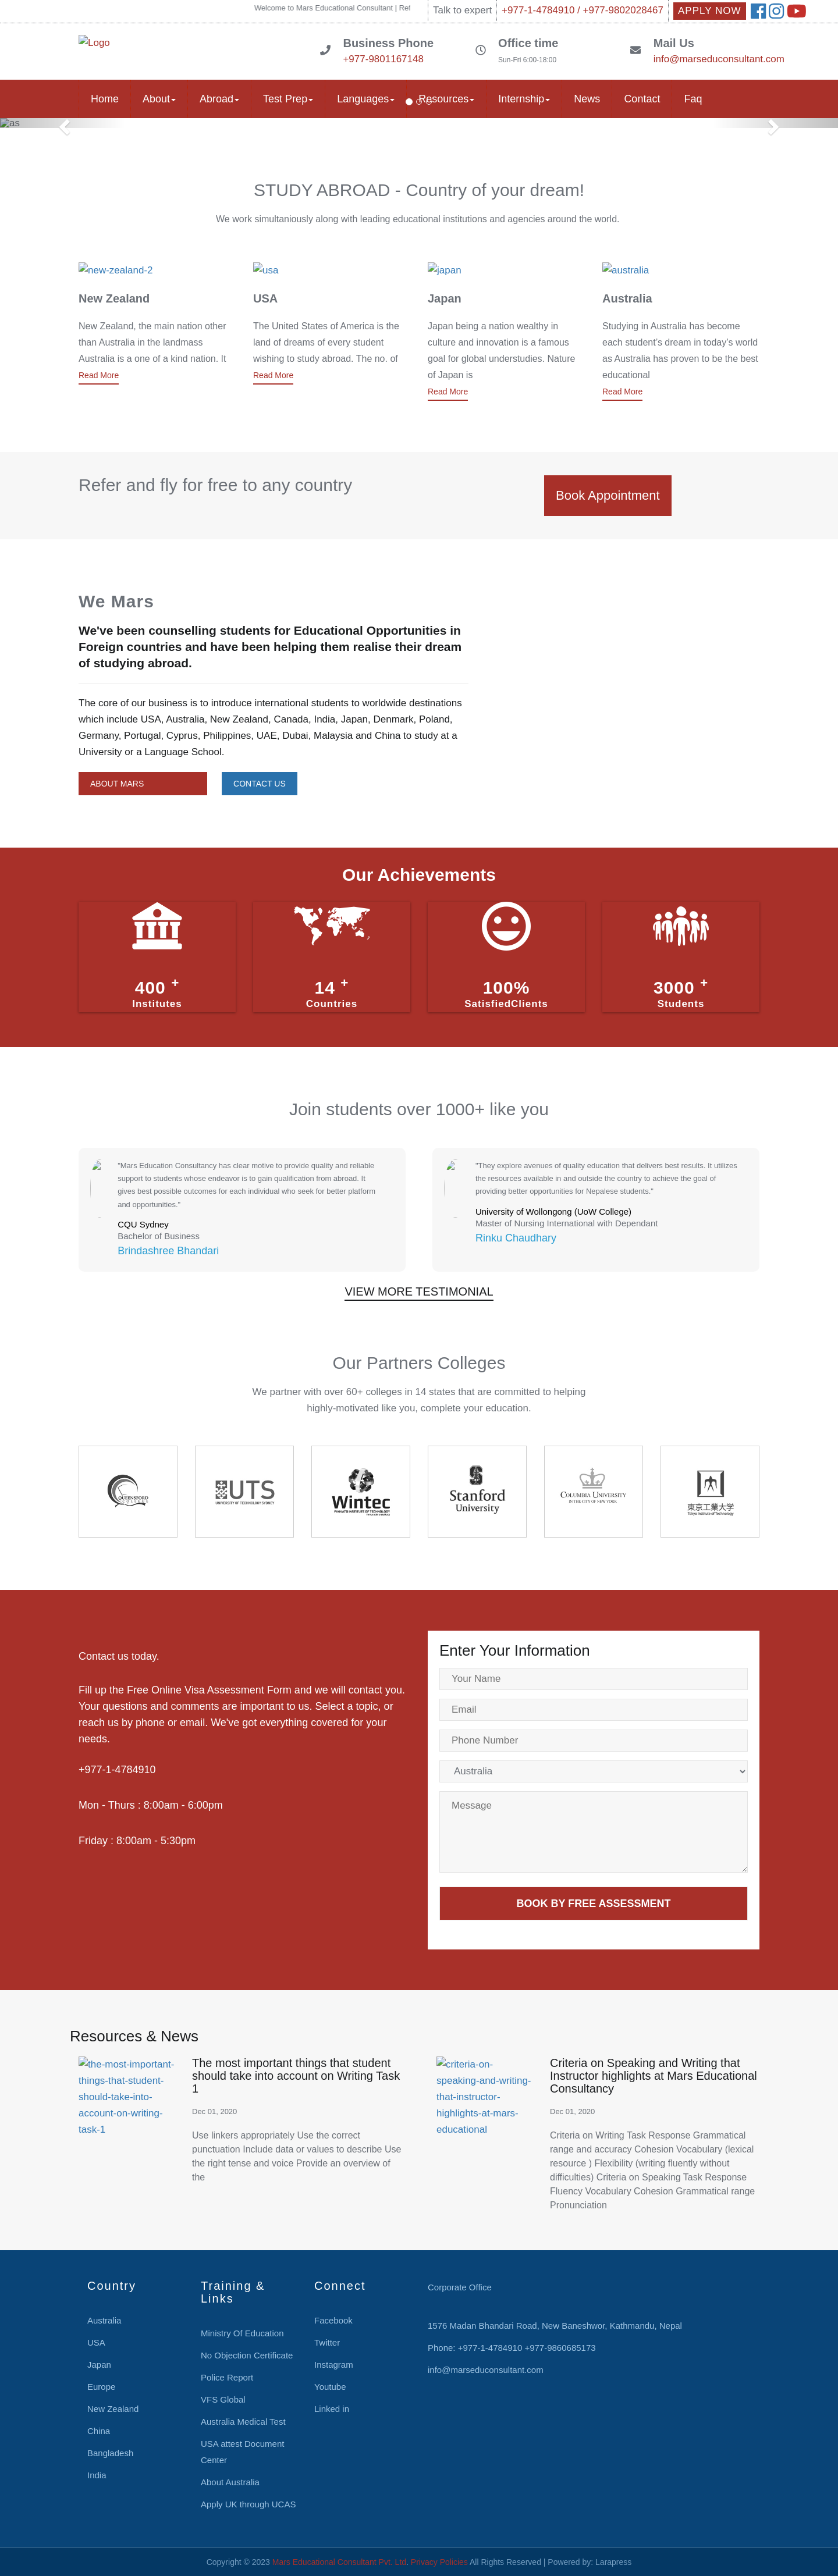 Welcome to Mars Educational Consultant | Ref
Talk to expert
+977-1-4784910 / +977-9802028467
APPLY NOW
Logo
Business Phone
+977-9801167148
Office time
Sun-Fri 6:00-18:00
Mail Us
info@marseduconsultant.com
Home About Abroad Test Prep Languages Resources Internship News Contact Faq
as
STUDY ABROAD - Country of your dream!
We work simultaniously along with leading educational institutions and agencies around the world.
new-zealand-2
New Zealand
New Zealand, the main nation other
than Australia in the landmass
Australia is a one of a kind nation. It
Read More
usa
USA
The United States of America is the
land of dreams of every student
wishing to study abroad. The no. of
Read More
japan
Japan
Japan being a nation wealthy in
culture and innovation is a famous
goal for global understudies. Nature
of Japan is
Read More
australia
Australia
Studying in Australia has become
each student's dream in today's world
as Australia has proven to be the best
educational
Read More
Refer and fly for free to any country
Book Appointment
We Mars
We've been counselling students for Educational Opportunities in
Foreign countries and have been helping them realise their dream
of studying abroad.
The core of our business is to introduce international students to worldwide destinations
which include USA, Australia, New Zealand, Canada, India, Japan, Denmark, Poland,
Germany, Portugal, Cyprus, Philippines, UAE, Dubai, Malaysia and China to study at a
University or a Language School.
ABOUT MARS
CONTACT US
Our Achievements
400 +
Institutes
14 +
Countries
100%
SatisfiedClients
3000 +
Students
Join students over 1000+ like you
"Mars Education Consultancy has clear motive to provide quality and reliable
support to students whose endeavor is to gain qualification from abroad. It
gives best possible outcomes for each individual who seek for better platform
and opportunities."
CQU Sydney
Bachelor of Business
Brindashree Bhandari
"They explore avenues of quality education that delivers best results. It utilizes
the resources available in and outside the country to achieve the goal of
providing better opportunities for Nepalese students."
University of Wollongong (UoW College)
Master of Nursing International with Dependant
Rinku Chaudhary
VIEW MORE TESTIMONIAL
Our Partners Colleges
We partner with over 60+ colleges in 14 states that are committed to helping
highly-motivated like you, complete your education.
QUEENSFORD
UTS
UNIVERSITY OF TECHNOLOGY SYDNEY
Wintec
Stanford
University
COLUMBIA UNIVERSITY
IN THE CITY OF NEW YORK
東京工業大学
Tokyo Institute of Technology
Contact us today.
Fill up the Free Online Visa Assessment Form and we will contact you.
Your questions and comments are important to us. Select a topic, or
reach us by phone or email. We've got everything covered for your
needs.
+977-1-4784910
Mon - Thurs : 8:00am - 6:00pm
Friday : 8:00am - 5:30pm
Enter Your Information
Your Name
Email
Phone Number
Australia
Message
BOOK BY FREE ASSESSMENT
Resources & News
the-most-important-
things-that-student-
should-take-into-
account-on-writing-
task-1
The most important things that student
should take into account on Writing Task
1
Dec 01, 2020
Use linkers appropriately Use the correct
punctuation Include data or values to describe Use
the right tense and voice Provide an overview of
the
criteria-on-
speaking-and-writing-
that-instructor-
highlights-at-mars-
educational
Criteria on Speaking and Writing that
Instructor highlights at Mars Educational
Consultancy
Dec 01, 2020
Criteria on Writing Task Response Grammatical
range and accuracy Cohesion Vocabulary (lexical
resource ) Flexibility (writing fluently without
difficulties) Criteria on Speaking Task Response
Fluency Vocabulary Cohesion Grammatical range
Pronunciation
Country
Australia
USA
Japan
Europe
New Zealand
China
Bangladesh
India
Training &
Links
Ministry Of Education
No Objection Certificate
Police Report
VFS Global
Australia Medical Test
USA attest Document
Center
About Australia
Apply UK through UCAS
Connect
Facebook
Twitter
Instagram
Youtube
Linked in
Corporate Office
1576 Madan Bhandari Road, New Baneshwor, Kathmandu, Nepal
Phone: +977-1-4784910 +977-9860685173
info@marseduconsultant.com
Copyright © 2023 Mars Educational Consultant Pvt. Ltd. Privacy Policies All Rights Reserved | Powered by: Larapress